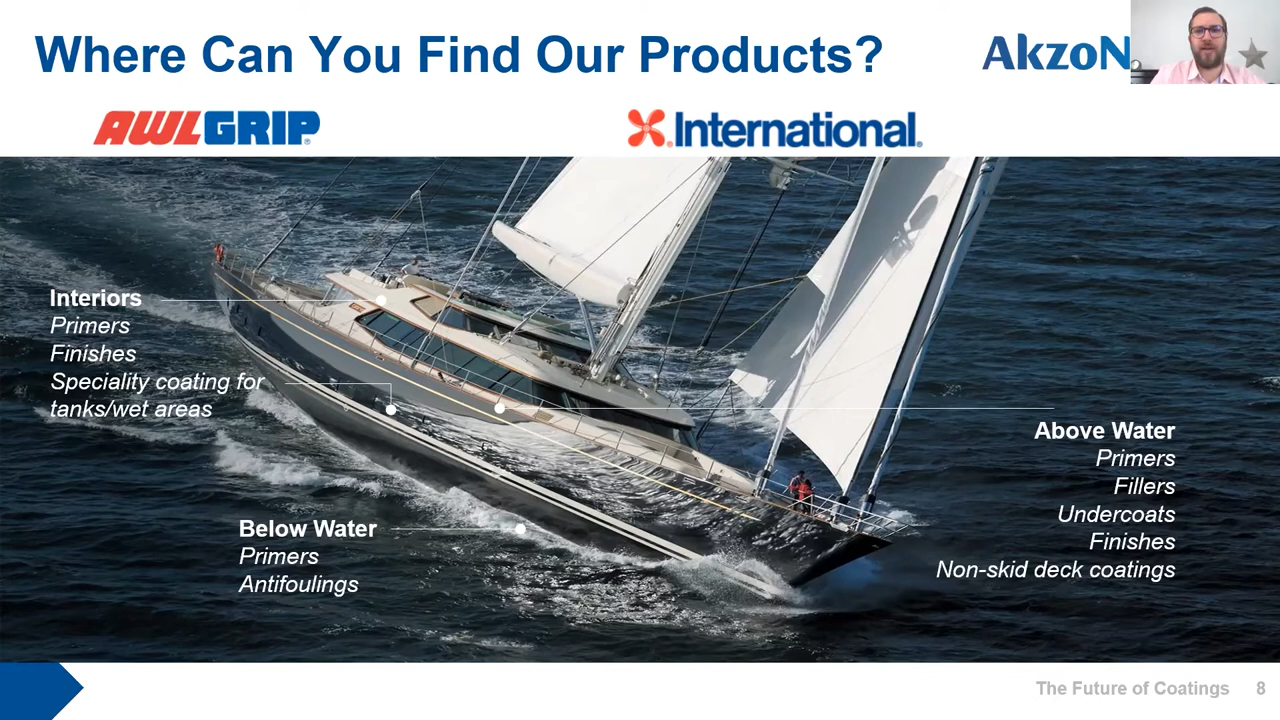 Where Can You Find Our Products?
AkzoN
AWLGRIP®
International®
Interiors
Primers
Finishes
Speciality coating for
tanks/wet areas
Below Water
Primers
Antifoulings
Above Water
Primers
Fillers
Undercoats
Finishes
Non-skid deck coatings
The Future of Coatings 8